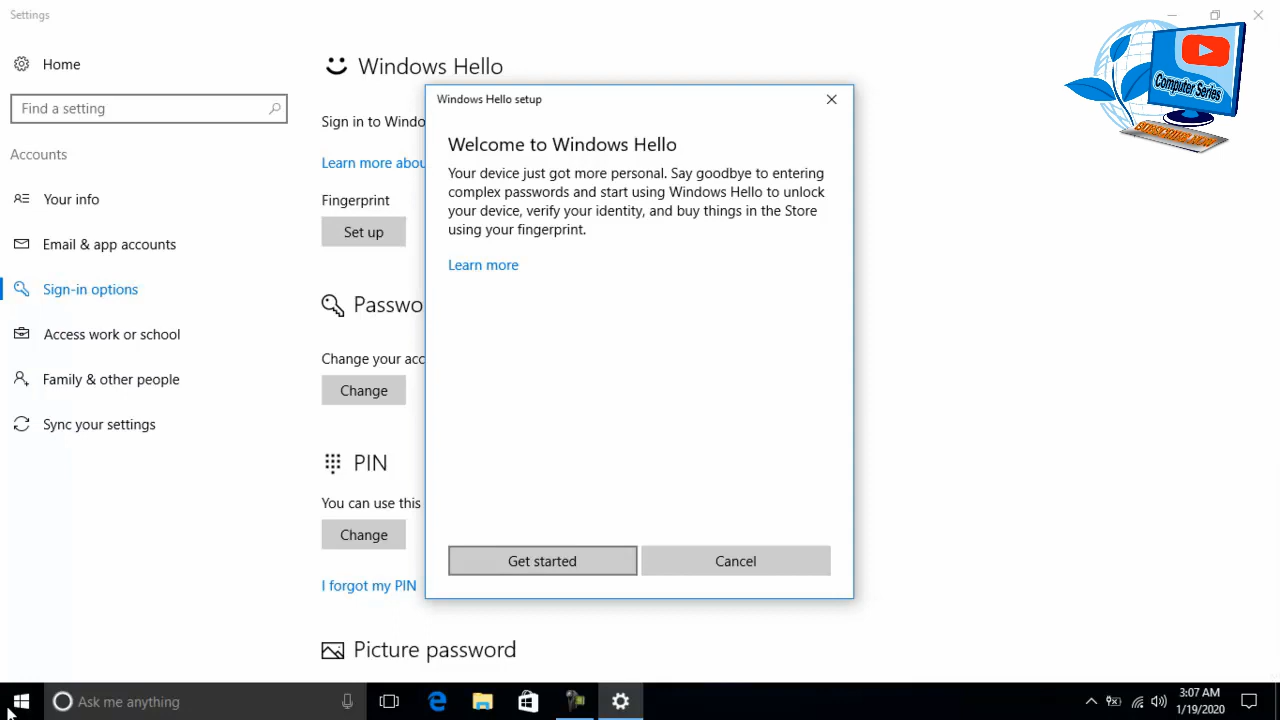 Settings
Home
Find a setting
Accounts
Your info
Email & app accounts
Sign-in options
Access work or school
Family & other people
Sync your settings
Windows Hello
Sign in to Windo
Learn more abou
Fingerprint
Set up
Passwo
Change your acc
Change
PIN
You can use this
Change
I forgot my PIN
Picture password
Windows Hello setup
Welcome to Windows Hello
Your device just got more personal. Say goodbye to entering
complex passwords and start using Windows Hello to unlock
your device, verify your identity, and buy things in the Store
using your fingerprint.
Learn more
Get started
Cancel
Computer Series
SUBSCRIBE NOW
Ask me anything
3:07 AM
1/19/2020